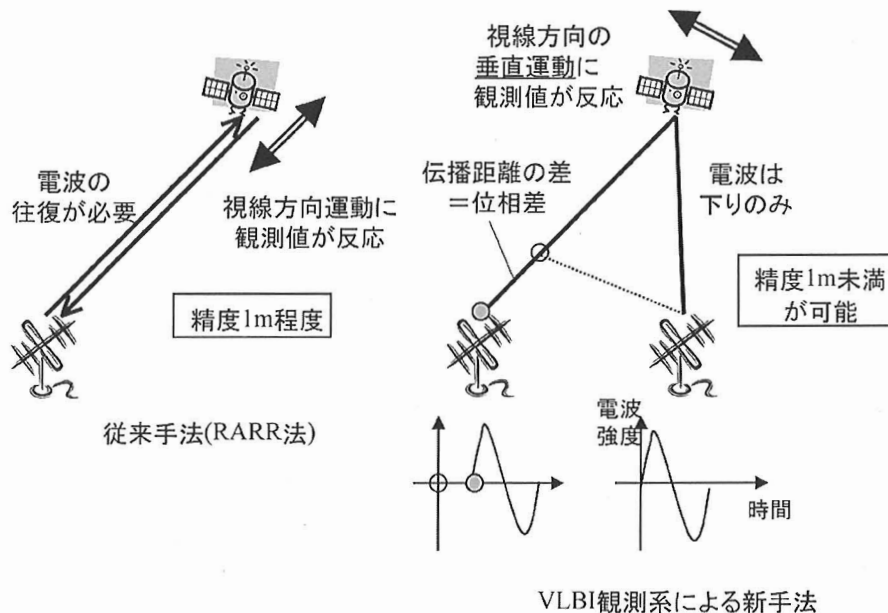 電波の
往復が必要
視線方向運動に
観測値が反応
精度1m程度
従来手法(RARR法)
視線方向の
垂直運動に
観測値が反応
伝播距離の差
＝位相差
電波は
下りのみ
精度1m未満
が可能
電波
強度
時間
VLBI観測系による新手法